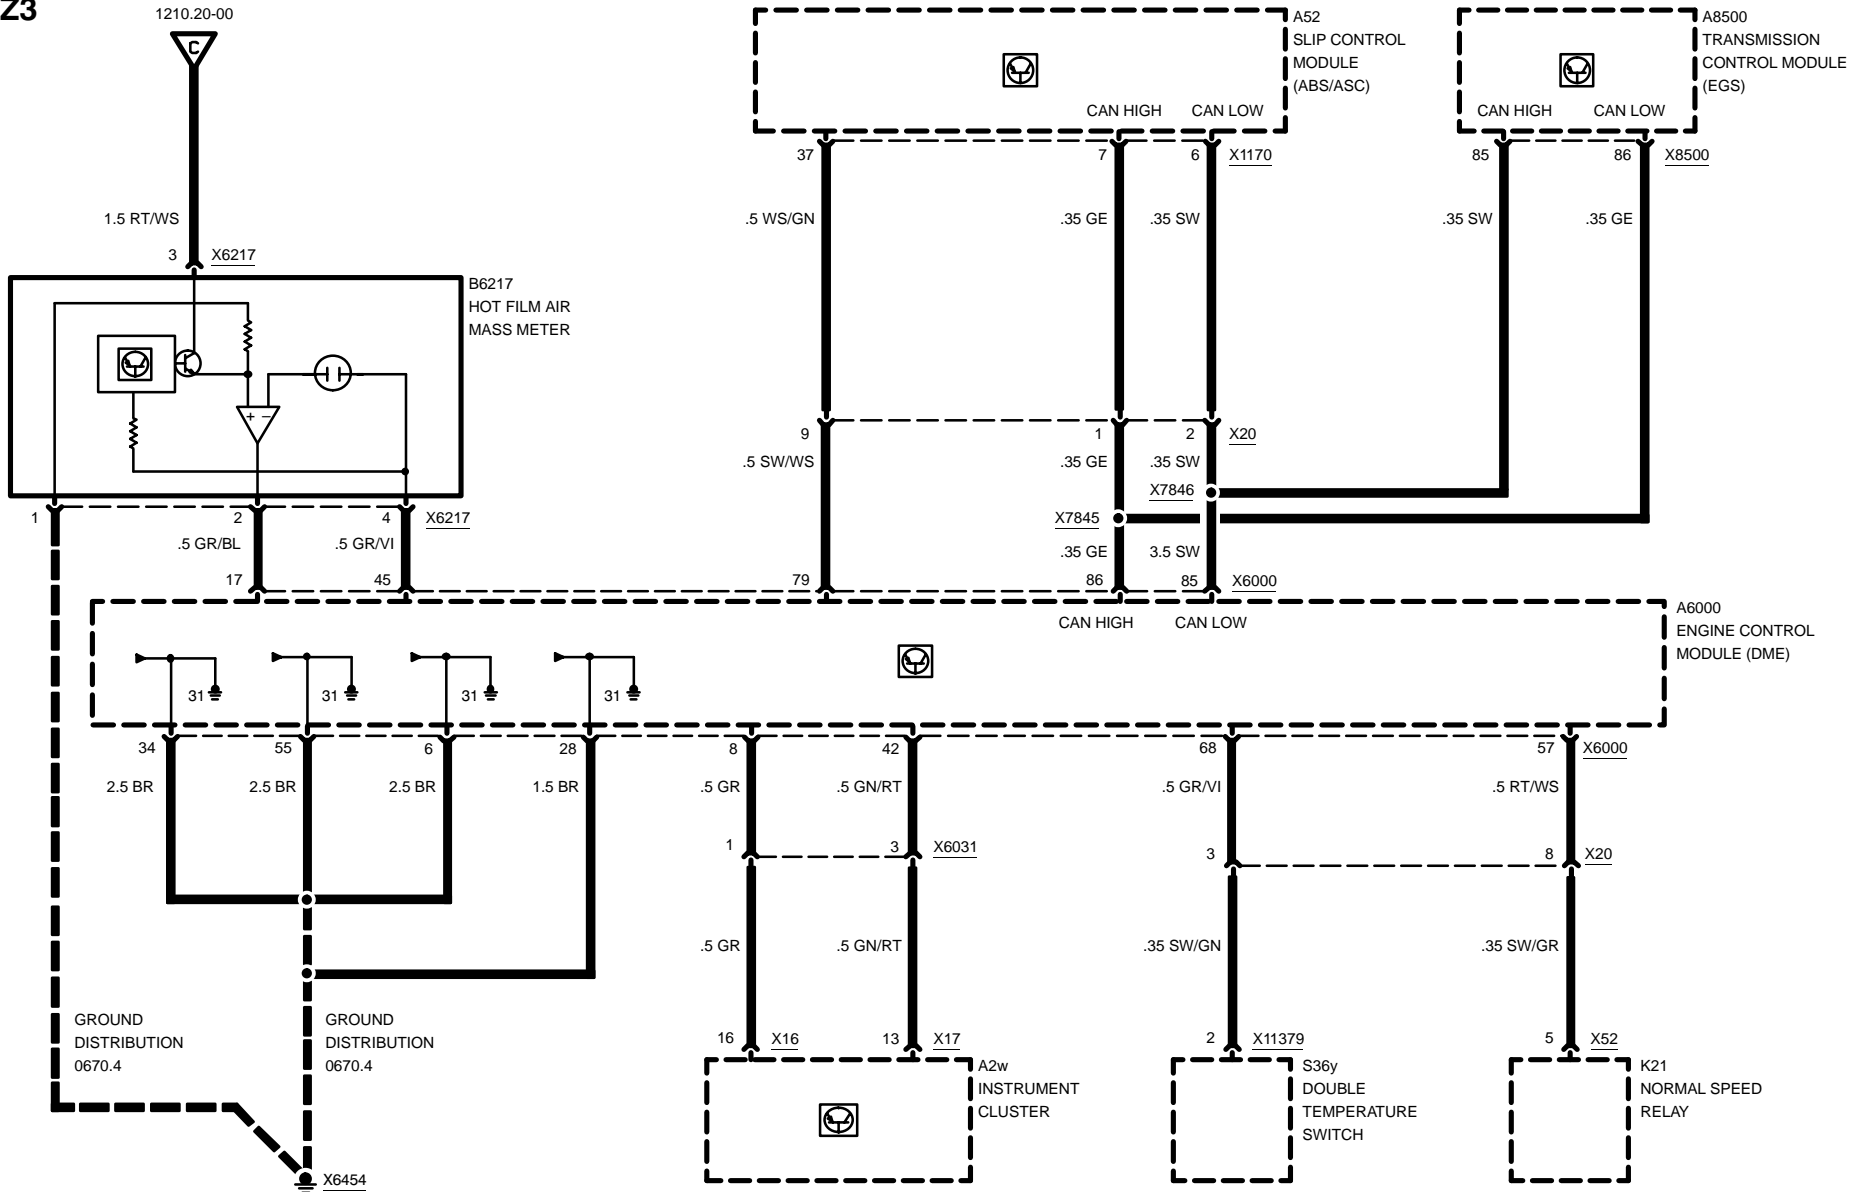 Z3
1210.20-00
C
A52
SLIP CONTROL
MODULE
(ABS/ASC)
A8500
TRANSMISSION
CONTROL MODULE
(EGS)
CAN HIGH
CAN LOW
CAN HIGH
CAN LOW
37
7
6
X1170
85
86
X8500
1.5 RT/WS
.5 WS/GN
.35 GE
.35 SW
.35 SW
.35 GE
3
X6217
B6217
HOT FILM AIR
MASS METER
+ −
9
1
2
X20
.5 SW/WS
.35 GE
.35 SW
X7846
1
2
4
X6217
X7845
.5 GR/BL
.5 GR/VI
.35 GE
3.5 SW
17
45
79
86
85
X6000
CAN HIGH
CAN LOW
A6000
ENGINE CONTROL
MODULE (DME)
31
31
31
31
34
55
6
28
8
42
68
57
X6000
2.5 BR
2.5 BR
2.5 BR
1.5 BR
.5 GR
.5 GN/RT
.5 GR/VI
.5 RT/WS
1
3
X6031
3
8
X20
.5 GR
.5 GN/RT
.35 SW/GN
.35 SW/GR
GROUND
DISTRIBUTION
0670.4
GROUND
DISTRIBUTION
0670.4
16
X16
13
X17
2
X11379
5
X52
A2w
INSTRUMENT
CLUSTER
S36y
DOUBLE
TEMPERATURE
SWITCH
K21
NORMAL SPEED
RELAY
X6454